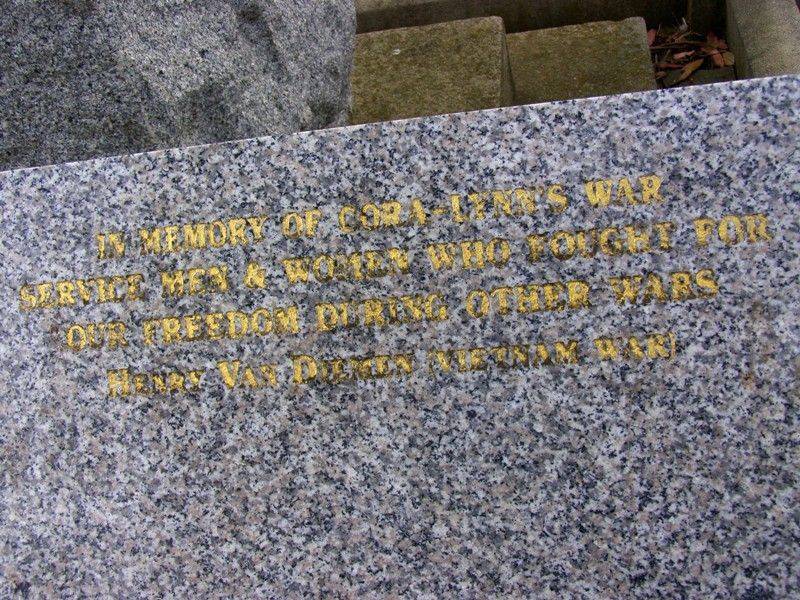 IN MEMORY OF CORA-LYNN'S WAR
SERVICE MEN & WOMEN WHO FOUGHT FOR
OUR FREEDOM DURING OTHER WARS
HENRY VAN DIEMEN (VIETNAM WAR)